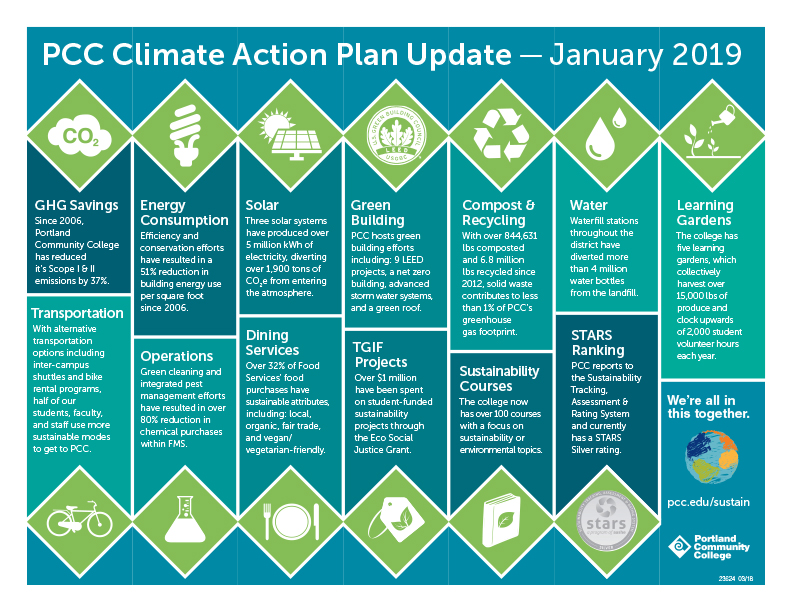 PCC Climate Action Plan Update — January 2019
CO2
GHG Savings
Since 2006,
Portland
Community College
has reduced
it's Scope I & II
emissions by 37%.
Transportation
With alternative
transportation
options including
inter-campus
shuttles and bike
rental programs,
half of our
students, faculty,
and staff use more
sustainable modes
to get to PCC.
Energy
Consumption
Efficiency and
conservation efforts
have resulted in a
51% reduction in
building energy use
per square foot
since 2006.
Operations
Green cleaning and
integrated pest
management efforts
have resulted in over
80% reduction in
chemical purchases
within FMS.
Solar
Three solar systems
have produced over
5 million kWh of
electricity, diverting
over 1,900 tons of
CO2e from entering
the atmosphere.
Dining
Services
Over 32% of Food
Services' food
purchases have
sustainable attributes,
including: local,
organic, fair trade,
and vegan/
vegetarian-friendly.
U.S. GREEN BUILDING COUNCIL
LEED
USGBC
Green
Building
PCC hosts green
building efforts
including: 9 LEED
projects, a net zero
building, advanced
storm water systems,
and a green roof.
TGIF
Projects
Over $1 million
have been spent
on student-funded
sustainability
projects through
the Eco Social
Justice Grant.
Compost &
Recycling
With over 844,631
lbs composted
and 6.8 million
lbs recycled since
2012, solid waste
contributes to less
than 1% of PCC's
greenhouse
gas footprint.
Sustainability
Courses
The college now
has over 100 courses
with a focus on
sustainability or
environmental topics.
Water
Waterfill stations
throughout the
district have
diverted more
than 4 million
water bottles
from the landfill.
STARS
Ranking
PCC reports to
the Sustainability
Tracking,
Assessment &
Rating System
and currently
has a STARS
Silver rating.
stars
SILVER
Learning
Gardens
The college has
five learning
gardens, which
collectively
harvest over
15,000 lbs of
produce and
clock upwards
of 2,000 student
volunteer hours
each year.
We're all in
this together.
pcc.edu/sustain
Portland
Community
College
23624 03/18